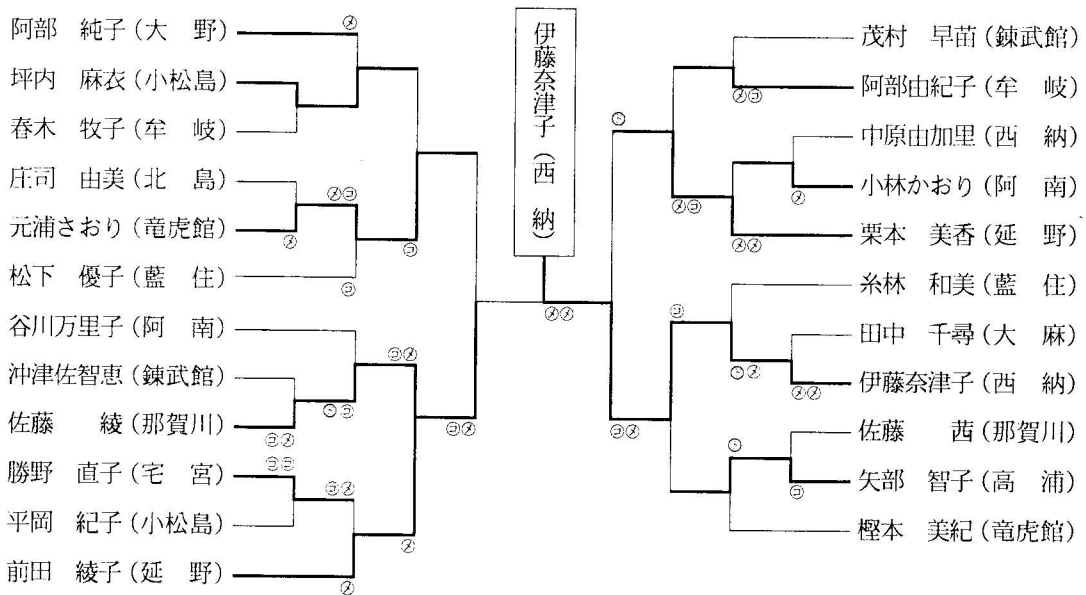 阿部　純子(大　野)
坪内　麻衣(小松島)
春木　牧子(牟　岐)
庄司　由美(北　島)
元浦さおり(竜虎館)
松下　優子(藍　住)
谷川万里子(阿　南)
沖津佐智恵(錬武館)
佐藤　　綾(那賀川)
勝野　直子(宅　宮)
平岡　紀子(小松島)
前田　綾子(延　野)
伊藤奈津子(西　納)
茂村　早苗(錬武館)
阿部由紀子(牟　岐)
中原由加里(西　納)
小林かおり(阿　南)
栗本　美香(延　野)
糸林　和美(藍　住)
田中　千尋(大　麻)
伊藤奈津子(西　納)
佐藤　　茜(那賀川)
矢部　智子(高　浦)
樫本　美紀(竜虎館)